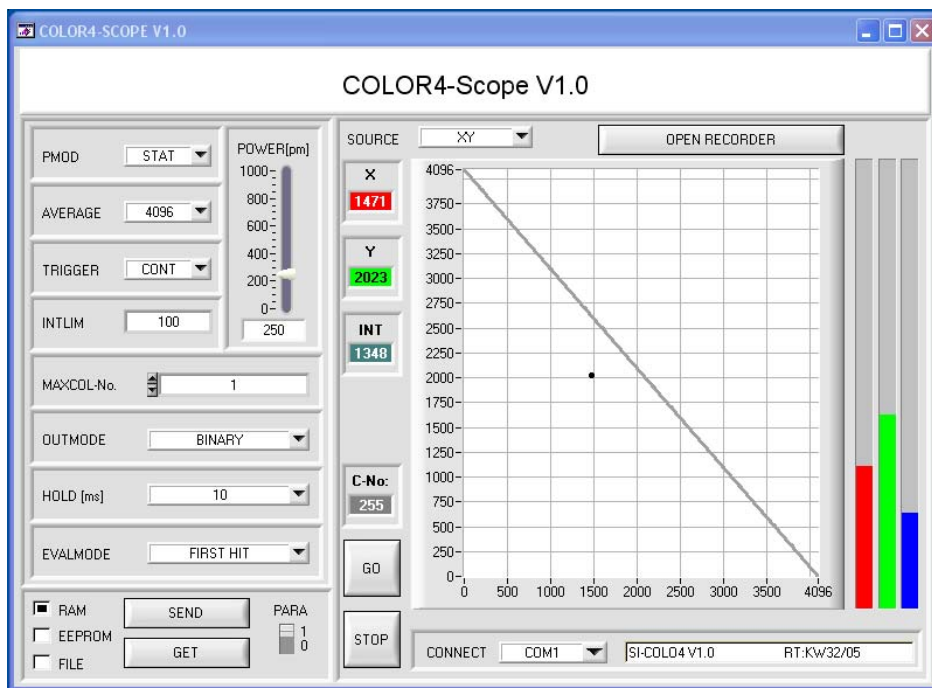 COLOR4-SCOPE V1.0
COLOR4-Scope V1.0
PMOD STAT
AVERAGE 4096
TRIGGER CONT
INTLIM 100
POWER[pm]
1000
800
600
400
200
0
250
MAXCOL-No. 1
OUTMODE BINARY
HOLD [ms] 10
EVALMODE FIRST HIT
RAM
EEPROM
FILE
SEND
GET
PARA
1
0
SOURCE XY
OPEN RECORDER
X
1471
Y
2023
INT
1348
C-No:
255
GO
STOP
4096
3750
3500
3250
3000
2750
2500
2250
2000
1750
1500
1250
1000
750
500
250
0
0 500 1000 1500 2000 2500 3000 3500 4096
CONNECT COM1 SI-COLO4 V1.0 RT:KW32/05